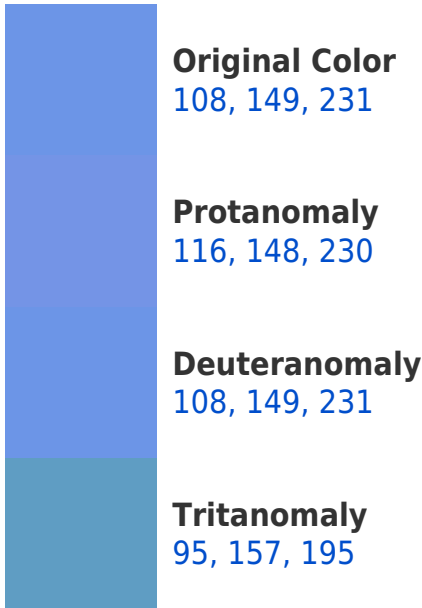 Original Color
108, 149, 231
Protanomaly
116, 148, 230
Deuteranomaly
108, 149, 231
Tritanomaly
95, 157, 195